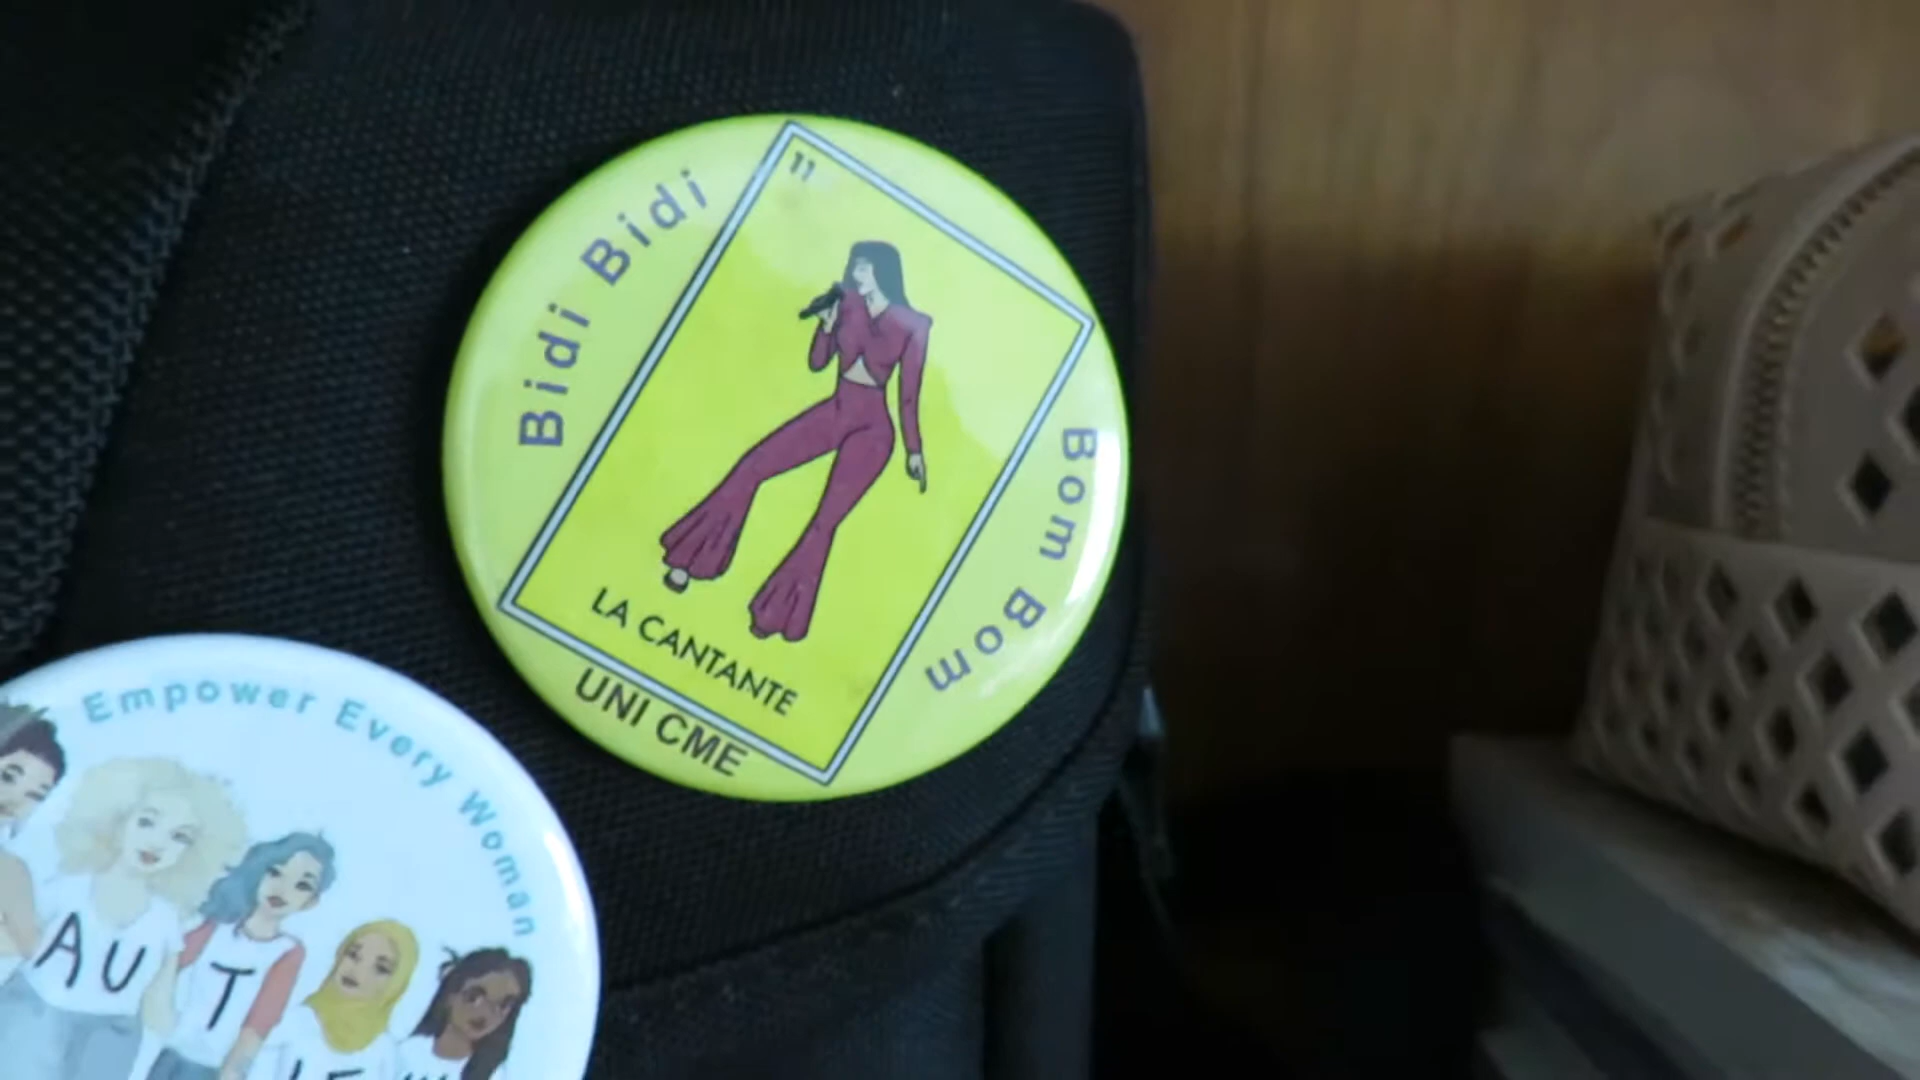 11
Bidi Bidi
Bom Bom
LA CANTANTE
UNI CME
Empower Every Woman
AU
T